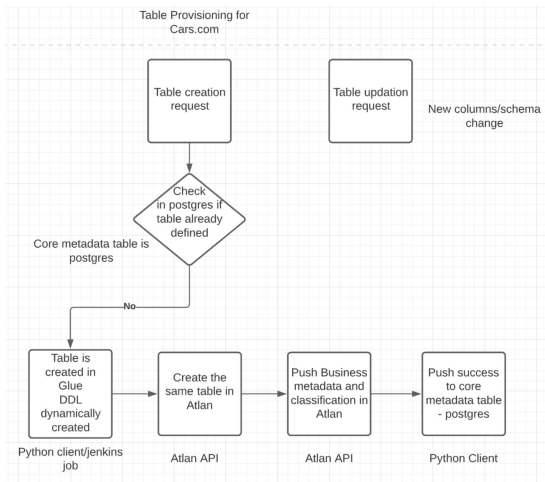 Table Provisioning for
Cars.com
Table creation
request
Table updation
request
New columns/schema
change
Check
in postgres if
table already
defined
Core metadata table is
postgres
No
Table is
created in
Glue
DDL
dynamically
created
Create the
same table in
Atlan
Push Business
metadata and
classification in
Atlan
Push success
to core
metadata table
- postgres
Python client/jenkins
job
Atlan API
Atlan API
Python Client